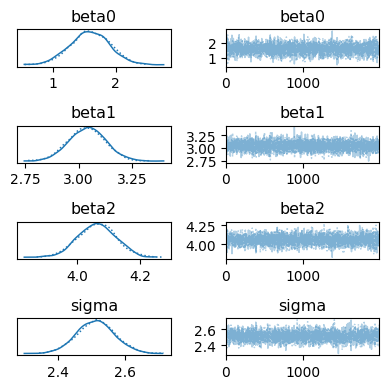 beta0 beta0
2
1
1 2 0 1000
beta1 beta1
3.25
3.00
2.75
2.75 3.00 3.25 0 1000
beta2 beta2
4.25
4.00
4.0 4.2 0 1000
sigma sigma
2.6
2.4
2.4 2.6 0 1000